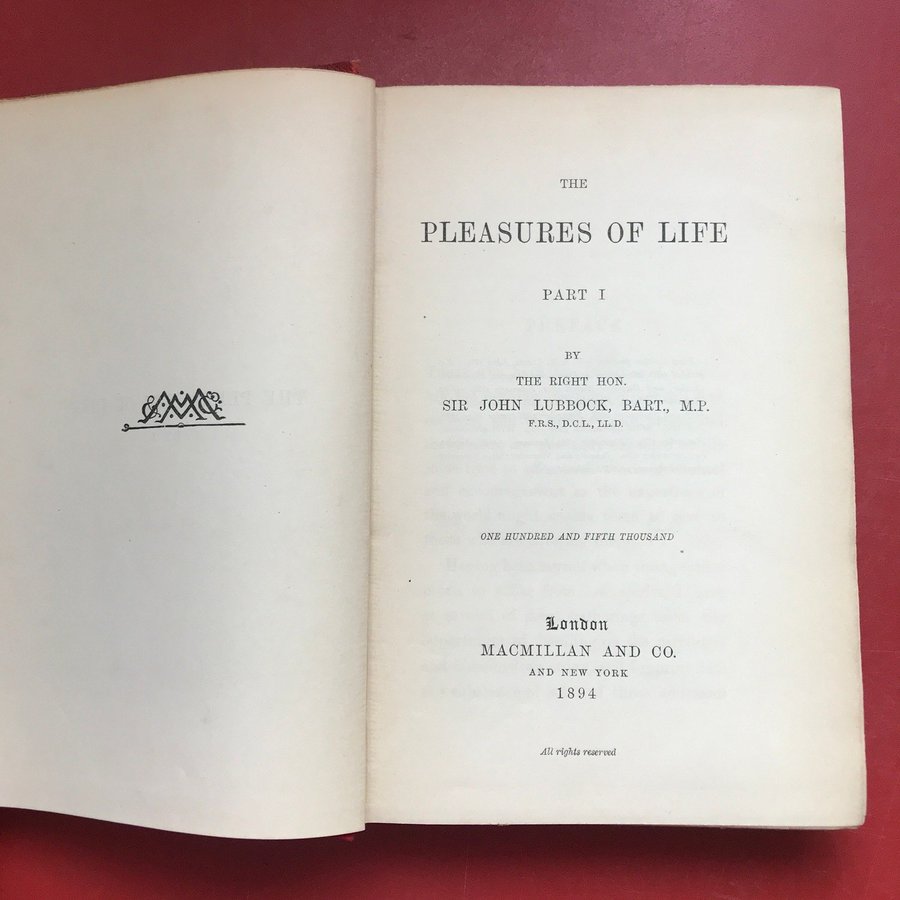 THE
PLEASURES OF LIFE
PART I
BY
THE RIGHT HON.
SIR JOHN LUBBOCK, BART., M.P.
F.R.S., D.C.L., LL.D.
ONE HUNDRED AND FIFTH THOUSAND
London
MACMILLAN AND CO.
AND NEW YORK
1894
All rights reserved